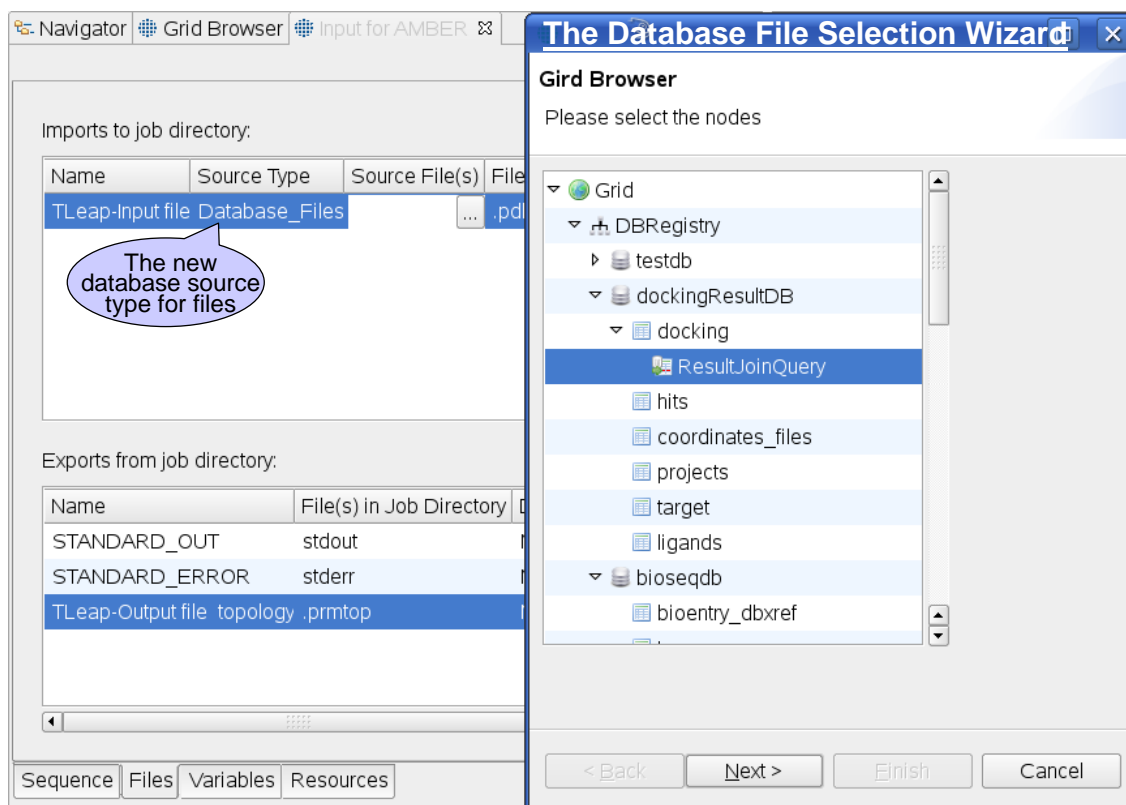 Navigator
Grid Browser
Input for AMBER
Imports to job directory:
Name Source Type Source File(s) File
TLeap-Input file Database_Files ... .pdb
The new
database source
type for files
Exports from job directory:
Name File(s) in Job Directory
STANDARD_OUT stdout
STANDARD_ERROR stderr
TLeap-Output file topology .prmtop
Sequence Files Variables Resources
The Database File Selection Wizard
Gird Browser
Please select the nodes
Grid
DBRegistry
testdb
dockingResultDB
docking
ResultJoinQuery
hits
coordinates_files
projects
target
ligands
bioseqdb
bioentry_dbxref
< Back Next > Finish Cancel